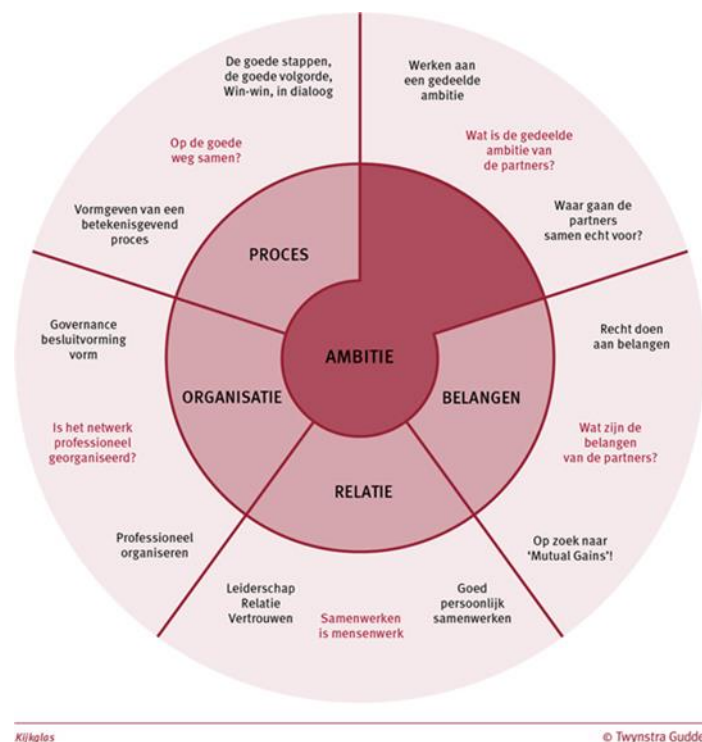 De goede stappen,
de goede volgorde,
Win-win, in dialoog
Op de goede
weg samen?
Vormgeven van een
betekenisgevend
proces
PROCES
Werken aan
een gedeelde
ambitie
Wat is de gedeelde
ambitie van
de partners?
Waar gaan de
partners
samen echt voor?
AMBITIE
Recht doen
aan belangen
Wat zijn de
belangen
van de partners?
Op zoek naar
‘Mutual Gains’!
BELANGEN
Goed
persoonlijk
samenwerken
Samenwerken
is mensenwerk
Leiderschap
Relatie
Vertrouwen
RELATIE
Governance
besluitvorming
vorm
Is het netwerk
professioneel
georganiseerd?
Professioneel
organiseren
ORGANISATIE
Kijkglas
© Twynstra Gudde